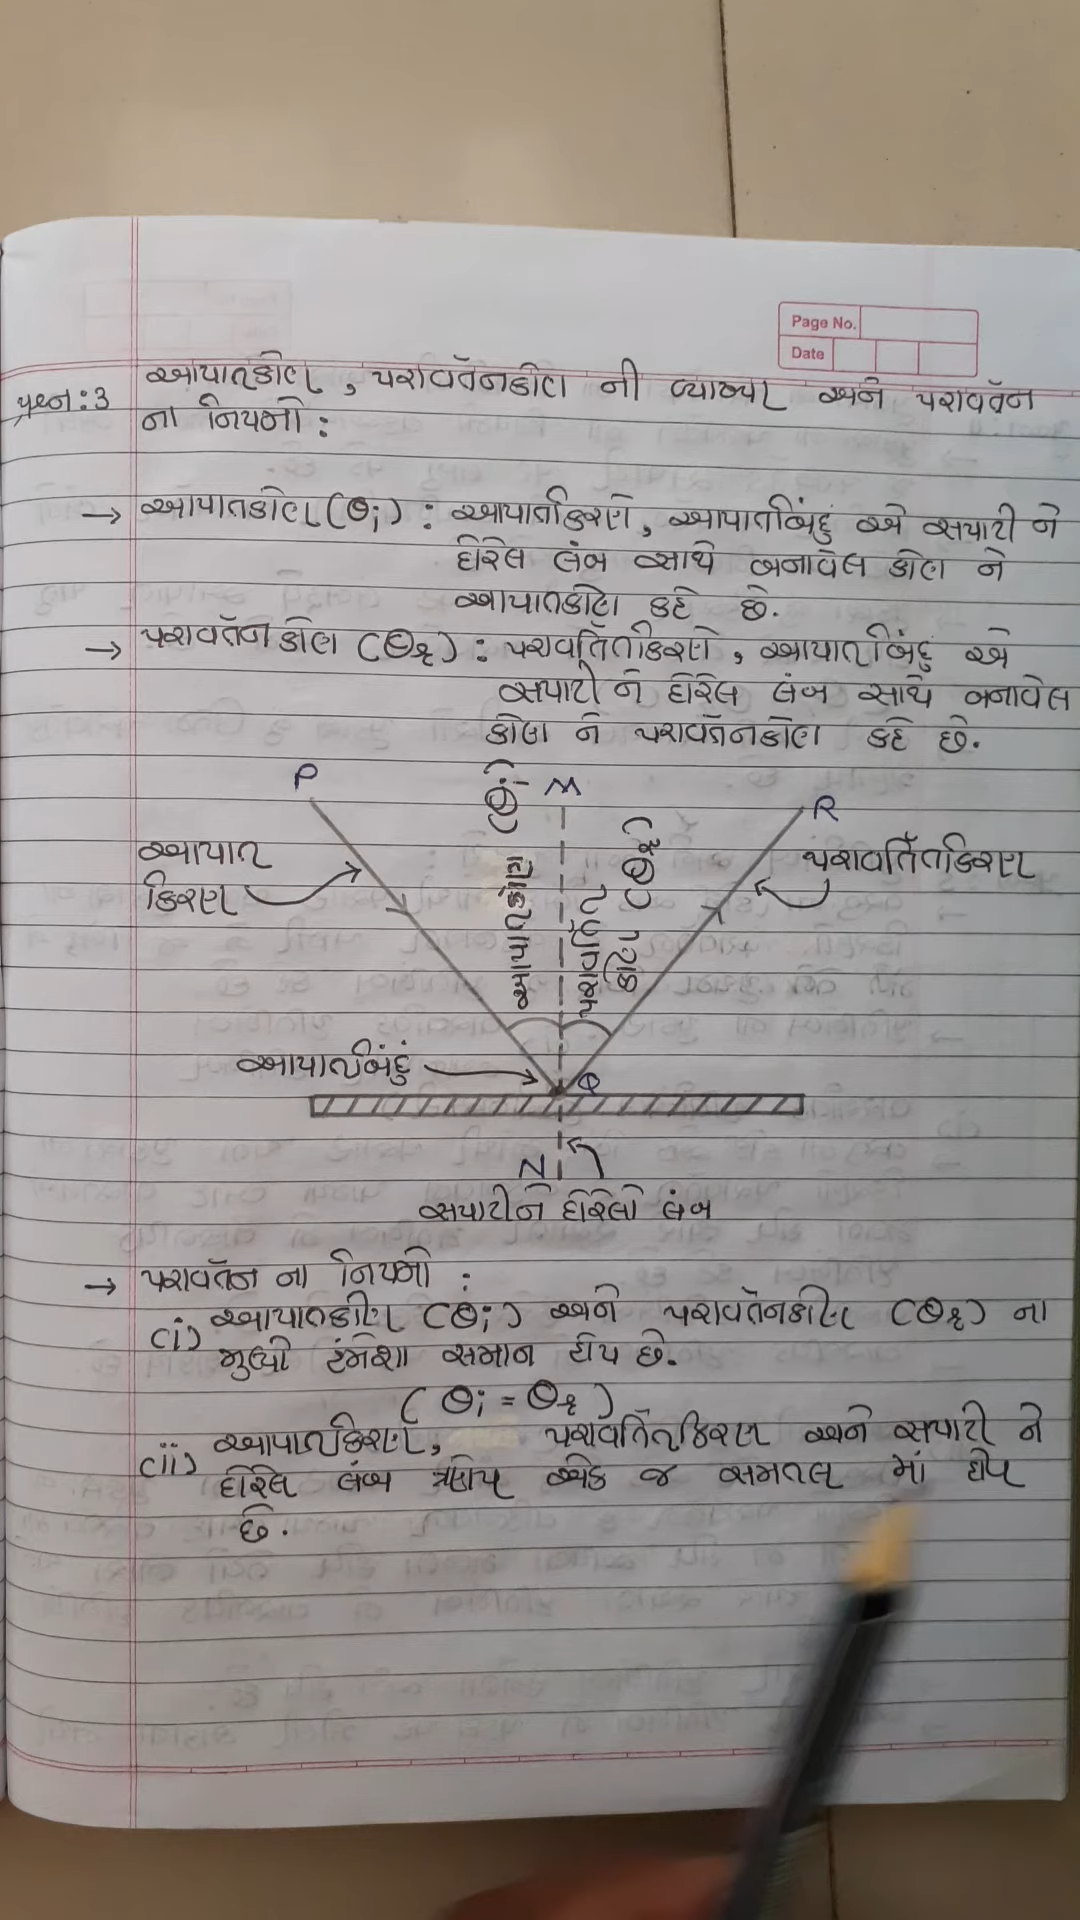 Page No.
Date
પ્રશ્ન:૩ આપાતકોણ, પરાવર્તનકોણ ની વ્યાખ્યા અને પરાવર્તન
ના નિયમો:
→ આપાતકોણ (θi) : આપાતકિરણે, આપાતબિંદું એ સપાટી ને
દોરેલ લંબ સાથે બનાવેલ કોણ ને
આપાતકોણ કહે છે.
→ પરાવર્તન કોણ (θr) : પરાવર્તિતકિરણે, આપાતબિંદું એ
સપાટી ને દોરેલ લંબ સાથે બનાવેલ
કોણ ને પરાવર્તનકોણ કહે છે.
P
M
R
આપાત
કિરણ
આપાતકોણ (θi)
પરાવર્તિત
કોણ (θr)
પરાવર્તિતકિરણ
આપાતબિંદું
Q
N
સપાટીને દોરેલો લંબ
→ પરાવર્તન ના નિયમો :
(i) આપાતકોણ (θi) અને પરાવર્તનકોણ (θr) ના
મુલ્યો હંમેશા સમાન હોય છે.
(θi = θr)
(ii) આપાતકિરણ, પરાવર્તિતકિરણ અને સપાટી ને
દોરેલ લંબ ત્રણેય એક જ સમતલ માં હોય
છે.